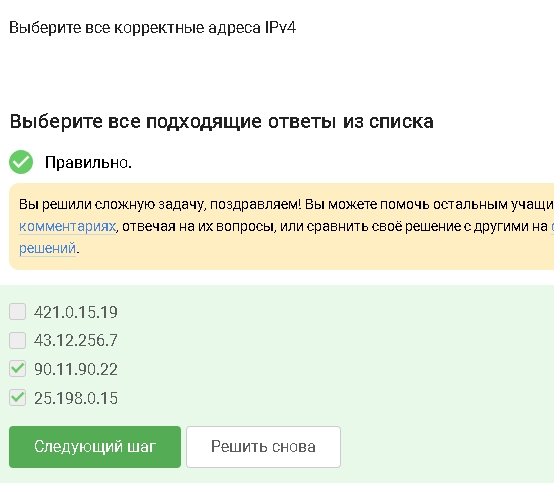 Выберите все корректные адреса IPv4
Выберите все подходящие ответы из списка
Правильно.
Вы решили сложную задачу, поздравляем! Вы можете помочь остальным учащи
комментариях, отвечая на их вопросы, или сравнить своё решение с другими на
решений.
421.0.15.19
43.12.256.7
90.11.90.22
25.198.0.15
Следующий шаг
Решить снова